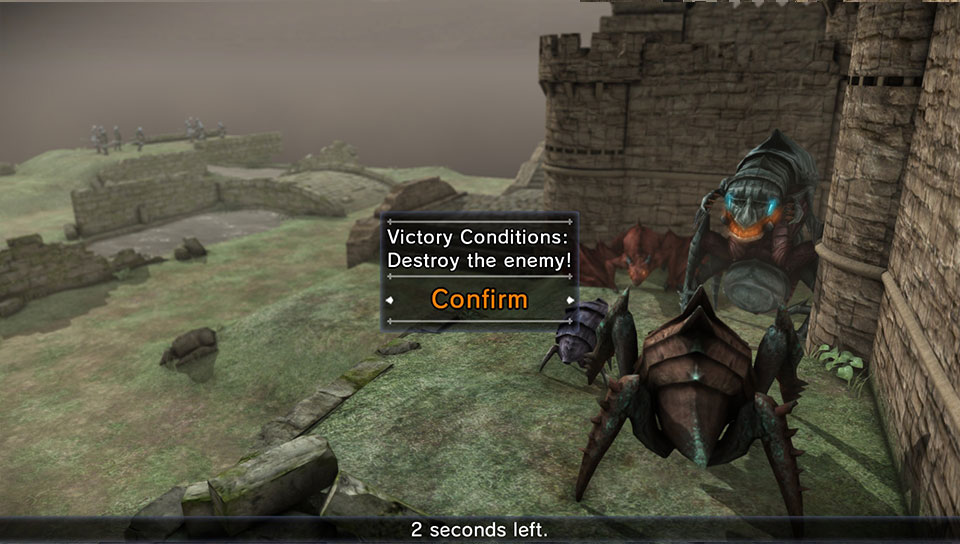 Victory Conditions:
Destroy the enemy!
Confirm
2 seconds left.